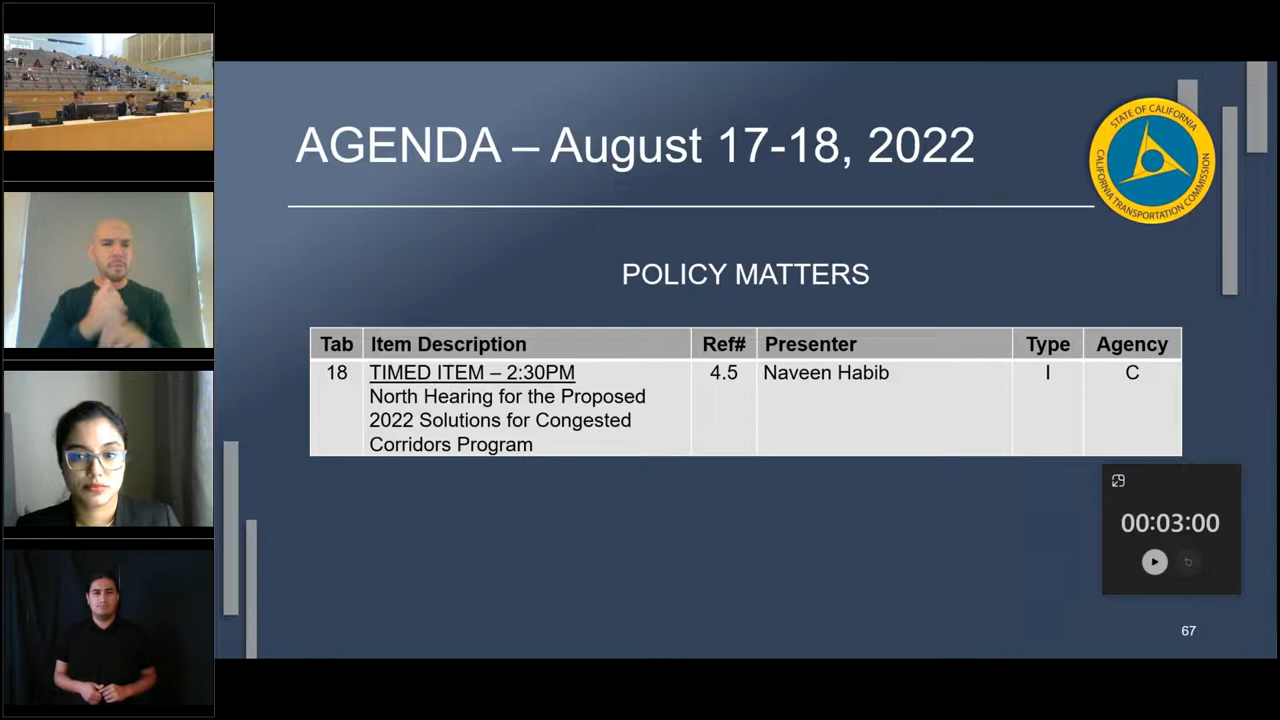 AGENDA – August 17-18, 2022
STATE OF CALIFORNIA
CALIFORNIA TRANSPORTATION COMMISSION
POLICY MATTERS
Tab Item Description Ref# Presenter Type Agency
18 TIMED ITEM – 2:30PM 4.5 Naveen Habib I C
North Hearing for the Proposed
2022 Solutions for Congested
Corridors Program
00:03:00
67